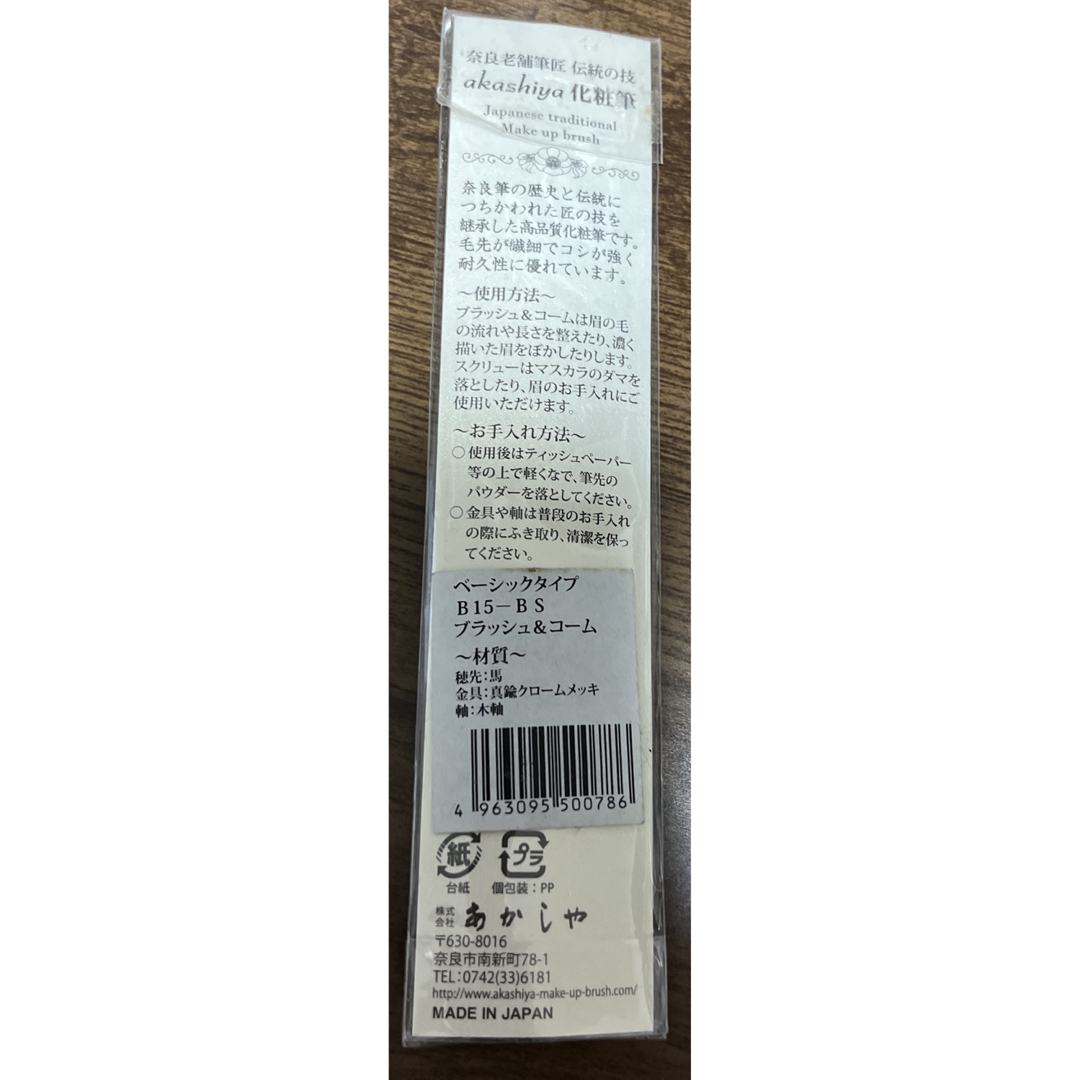 奈良老舗筆匠 伝統の技
akashiya 化粧筆
Japanese traditional
Make up brush
奈良筆の歴史と伝統に
つちかわれた匠の技を
継承した高品質化粧筆です。
毛先が繊細でコシが強く
耐久性に優れています。
～使用方法～
ブラッシュ&コームは眉の毛
の流れや長さを整えたり、濃く
描いた眉をぼかしたりします。
スクリューはマスカラのダマを
落としたり、眉のお手入れにご
使用いただけます。
～お手入れ方法～
○使用後はティッシュペーパー
等の上で軽くなで、筆先の
パウダーを落としてください。
○金具や軸は普段のお手入れ
の際にふき取り、清潔を保っ
てください。
ベーシックタイプ
B15-BS
ブラッシュ&コーム
～材質～
穂先:馬
金具:真鍮クロームメッキ
軸:木軸
4 963095 500786
紙 プラ
台紙 個包装:PP
株式会社 あかしや
〒630-8016
奈良市南新町78-1
TEL:0742(33)6181
http://www.akashiya-make-up-brush.com/
MADE IN JAPAN